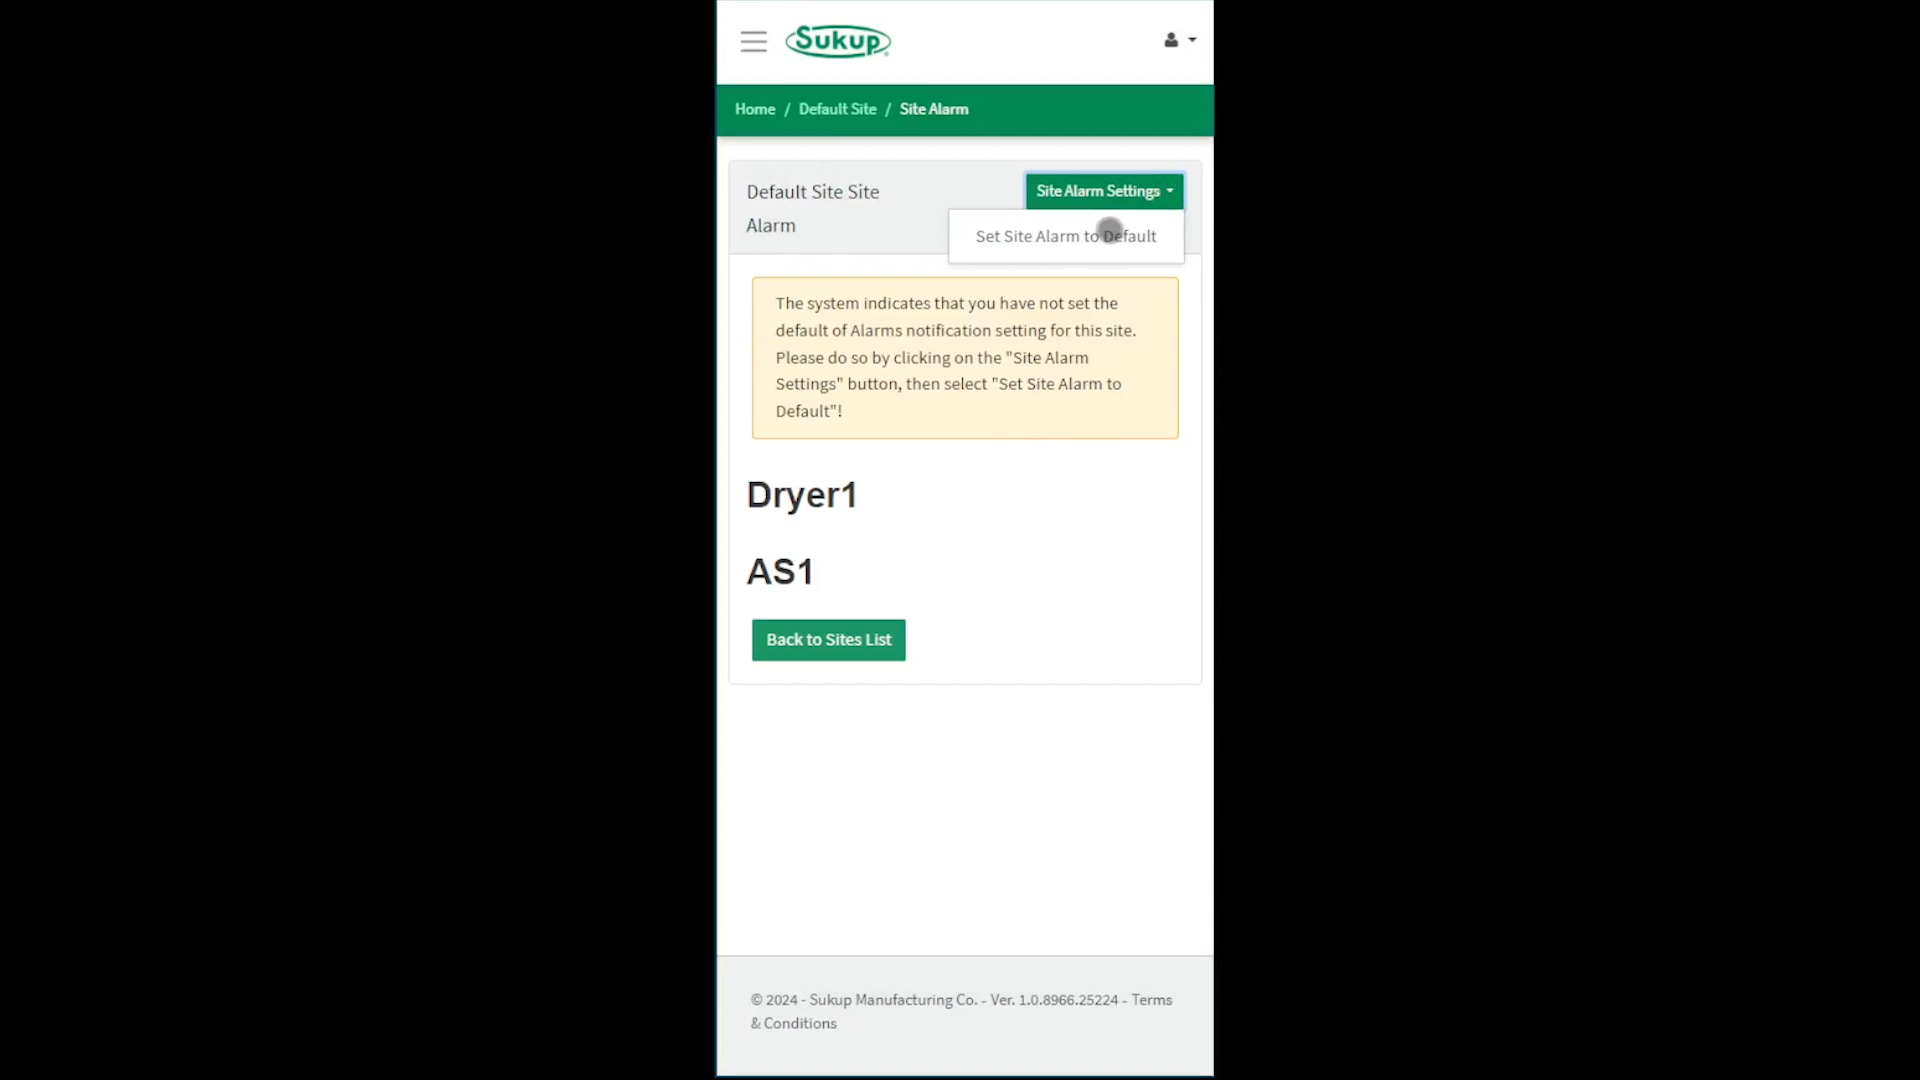 Sukup
Home / Default Site / Site Alarm
Default Site Site
Alarm
Site Alarm Settings
Set Site Alarm to Default
The system indicates that you have not set the
default of Alarms notification setting for this site.
Please do so by clicking on the "Site Alarm
Settings" button, then select "Set Site Alarm to
Default"!
Dryer1
AS1
Back to Sites List
© 2024 - Sukup Manufacturing Co. - Ver. 1.0.8966.25224 - Terms
& Conditions